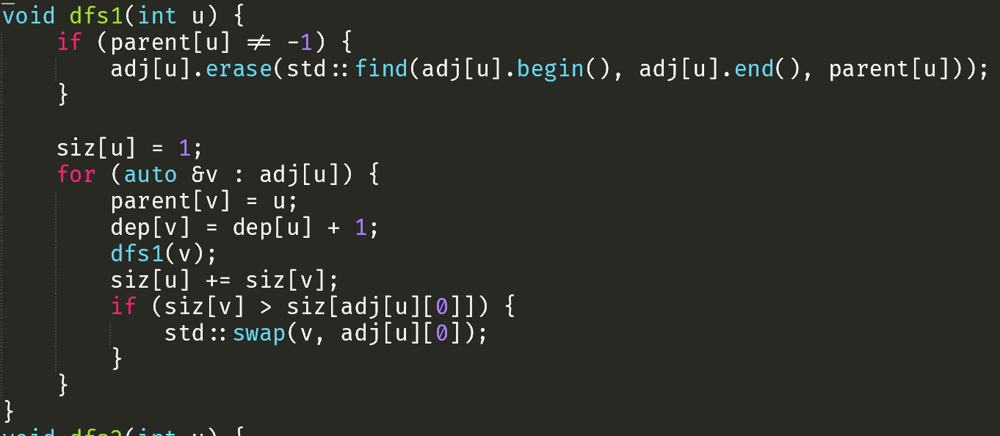 void dfs1(int u) {
    if (parent[u] != -1) {
        adj[u].erase(std::find(adj[u].begin(), adj[u].end(), parent[u]));
    }
    siz[u] = 1;
    for (auto &v : adj[u]) {
        parent[v] = u;
        dep[v] = dep[u] + 1;
        dfs1(v);
        siz[u] += siz[v];
        if (siz[v] > siz[adj[u][0]]) {
            std::swap(v, adj[u][0]);
        }
    }
}
void dfs2(int u) {